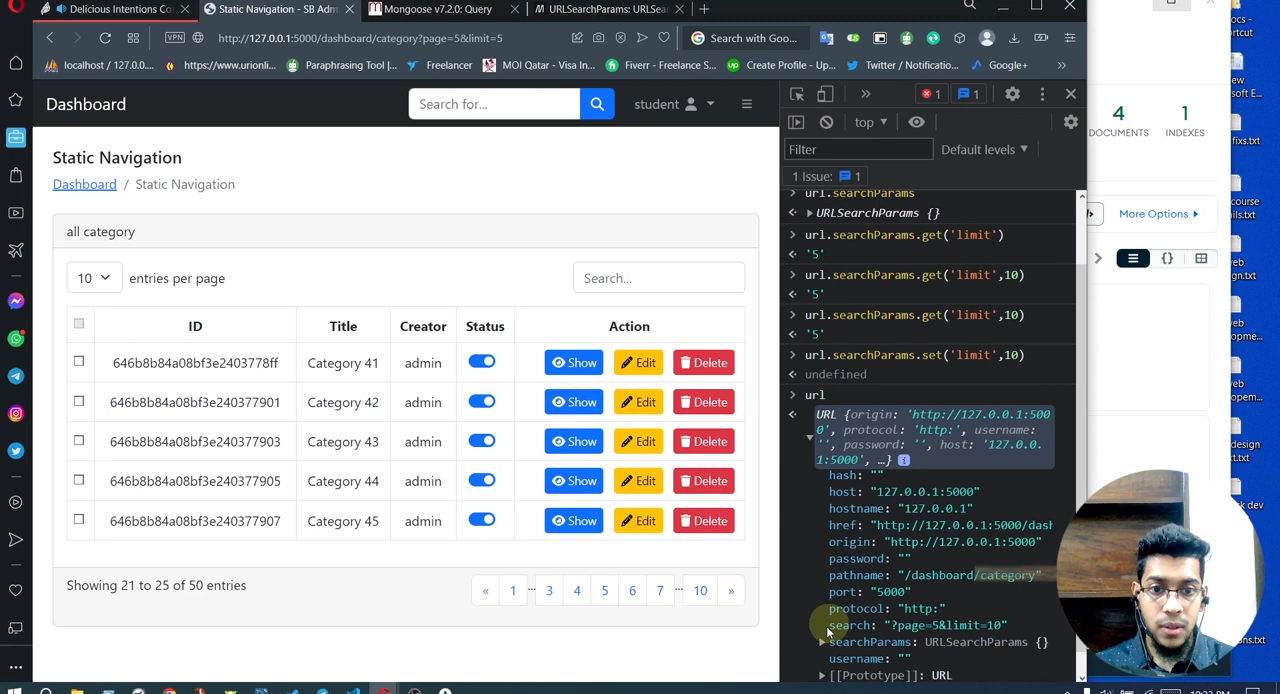 Delicious Intentions Co
Static Navigation - SB Adm
Mongoose v7.2.0: Query
URLSearchParams: URLSea
VPN
http://127.0.0.1:5000/dashboard/category?page=5&limit=5
Search with Goo...
localhost / 127.0....
https://www.urionli...
Paraphrasing Tool |...
Freelancer
MOI Qatar - Visa In...
Fiverr - Freelance S...
Create Profile - Up...
Twitter / Notificatio...
Google+
Dashboard
Search for...
student
Static Navigation
Dashboard / Static Navigation
all category
10
entries per page
Search...
ID Title Creator Status Action
646b8b84a08bf3e2403778ff Category 41 admin Show Edit Delete
646b8b84a08bf3e240377901 Category 42 admin Show Edit Delete
646b8b84a08bf3e240377903 Category 43 admin Show Edit Delete
646b8b84a08bf3e240377905 Category 44 admin Show Edit Delete
646b8b84a08bf3e240377907 Category 45 admin Show Edit Delete
Showing 21 to 25 of 50 entries
« 1 ... 3 4 5 6 7 ... 10 »
1 1
top
Filter
Default levels
1 Issue: 1
url.searchParams
URLSearchParams {}
url.searchParams.get('limit')
'5'
url.searchParams.get('limit',10)
'5'
url.searchParams.get('limit',10)
'5'
url.searchParams.set('limit',10)
undefined
url
URL {origin: 'http://127.0.0.1:500
0', protocol: 'http:', username:
'', password: '', host: '127.0.0.
1:5000', …}
hash: ""
host: "127.0.0.1:5000"
hostname: "127.0.0.1"
href: "http://127.0.0.1:5000/dash
origin: "http://127.0.0.1:5000"
password: ""
pathname: "/dashboard/category"
port: "5000"
protocol: "http:"
search: "?page=5&limit=10"
searchParams: URLSearchParams {}
username: ""
[[Prototype]]: URL
4
DOCUMENTS
1
INDEXES
More Options